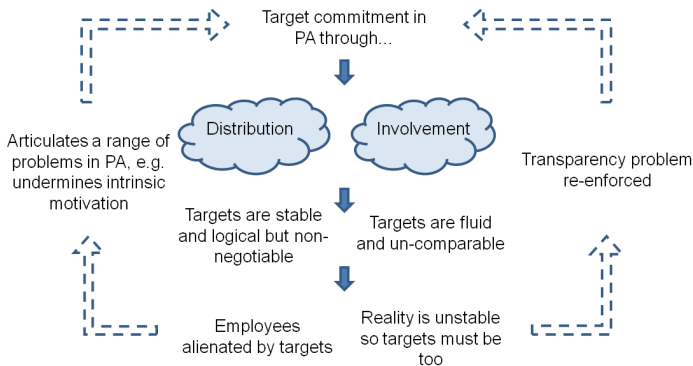 Target commitment in
PA through…
Distribution
Involvement
Articulates a range of
problems in PA, e.g.
undermines intrinsic
motivation
Transparency problem
re-enforced
Targets are stable
and logical but non-
negotiable
Targets are fluid
and un-comparable
Employees
alienated by targets
Reality is unstable
so targets must be
too